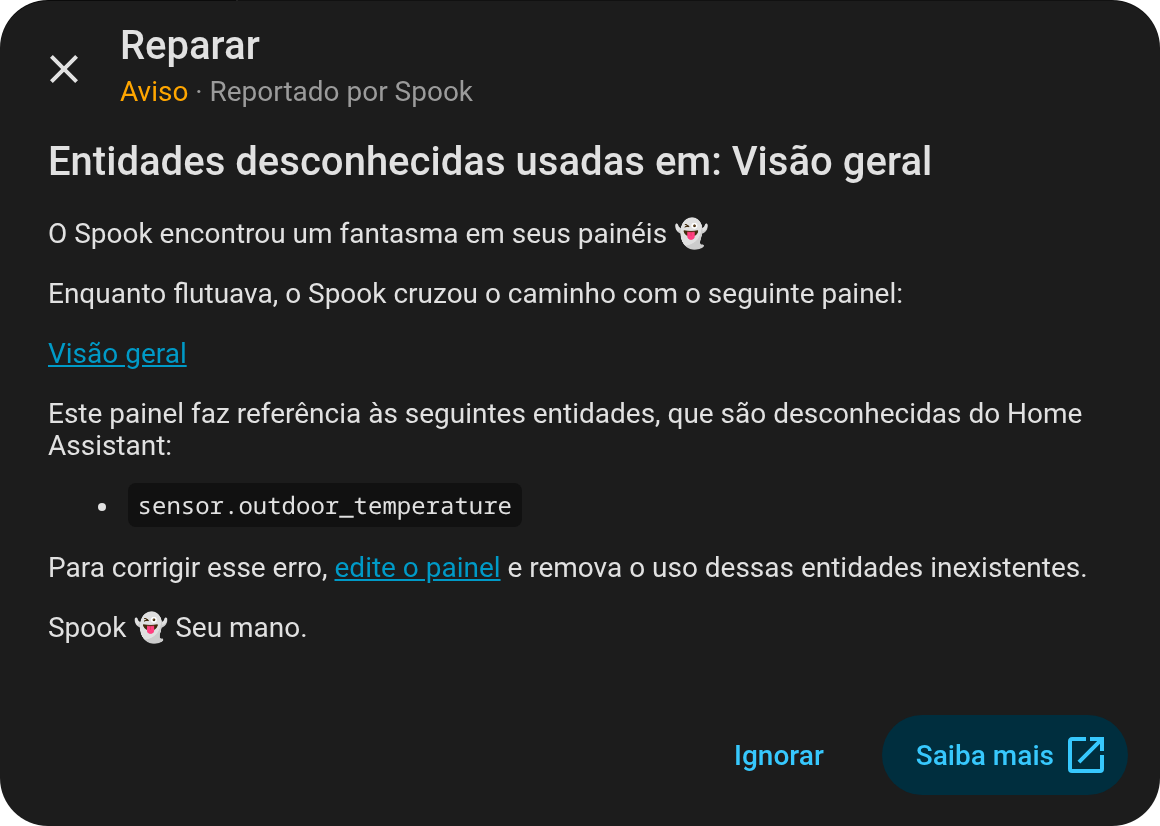 Reparar
Aviso · Reportado por Spook
Entidades desconhecidas usadas em: Visão geral
O Spook encontrou um fantasma em seus painéis 👻
Enquanto flutuava, o Spook cruzou o caminho com o seguinte painel:
Visão geral
Este painel faz referência às seguintes entidades, que são desconhecidas do Home
Assistant:
• sensor.outdoor_temperature
Para corrigir esse erro, edite o painel e remova o uso dessas entidades inexistentes.
Spook 👻 Seu mano.
Ignorar
Saiba mais